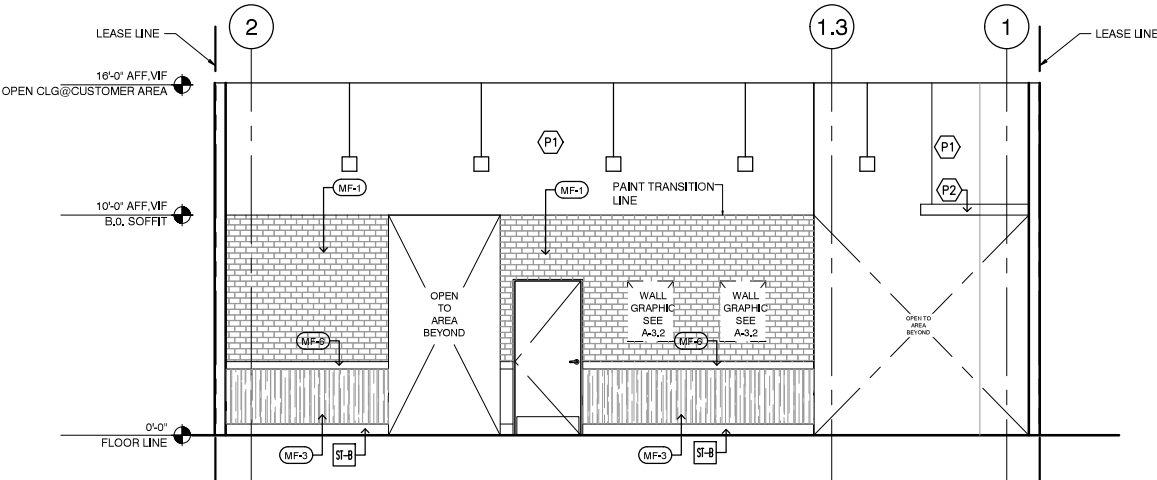 LEASE LINE
2
1.3
1
LEASE LINE
16'-0" AFF,VIF
OPEN CLG@CUSTOMER AREA
P1
P1
MF-1
MF-1
PAINT TRANSITION
LINE
P2
10'-0" AFF,VIF
B.O. SOFFIT
OPEN
TO
AREA
BEYOND
WALL
GRAPHIC
SEE
A-3.2
WALL
GRAPHIC
SEE
A-3.2
OPEN TO
AREA
BEYOND
MF-6
MF-6
0'-0"
FLOOR LINE
MF-3
ST-B
MF-3
ST-B